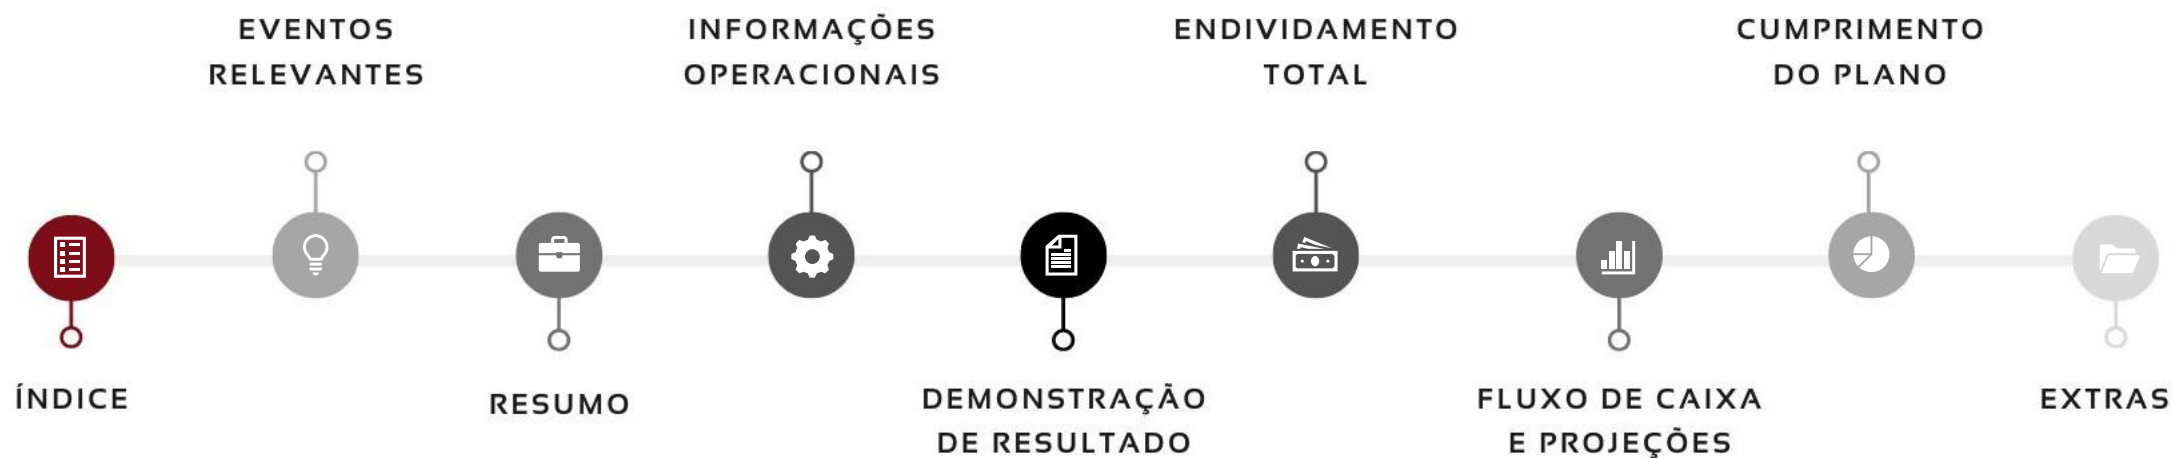 ÍNDICE
EVENTOS
RELEVANTES
RESUMO
INFORMAÇÕES
OPERACIONAIS
DEMONSTRAÇÃO
DE RESULTADO
ENDIVIDAMENTO
TOTAL
FLUXO DE CAIXA
E PROJEÇÕES
CUMPRIMENTO
DO PLANO
EXTRAS